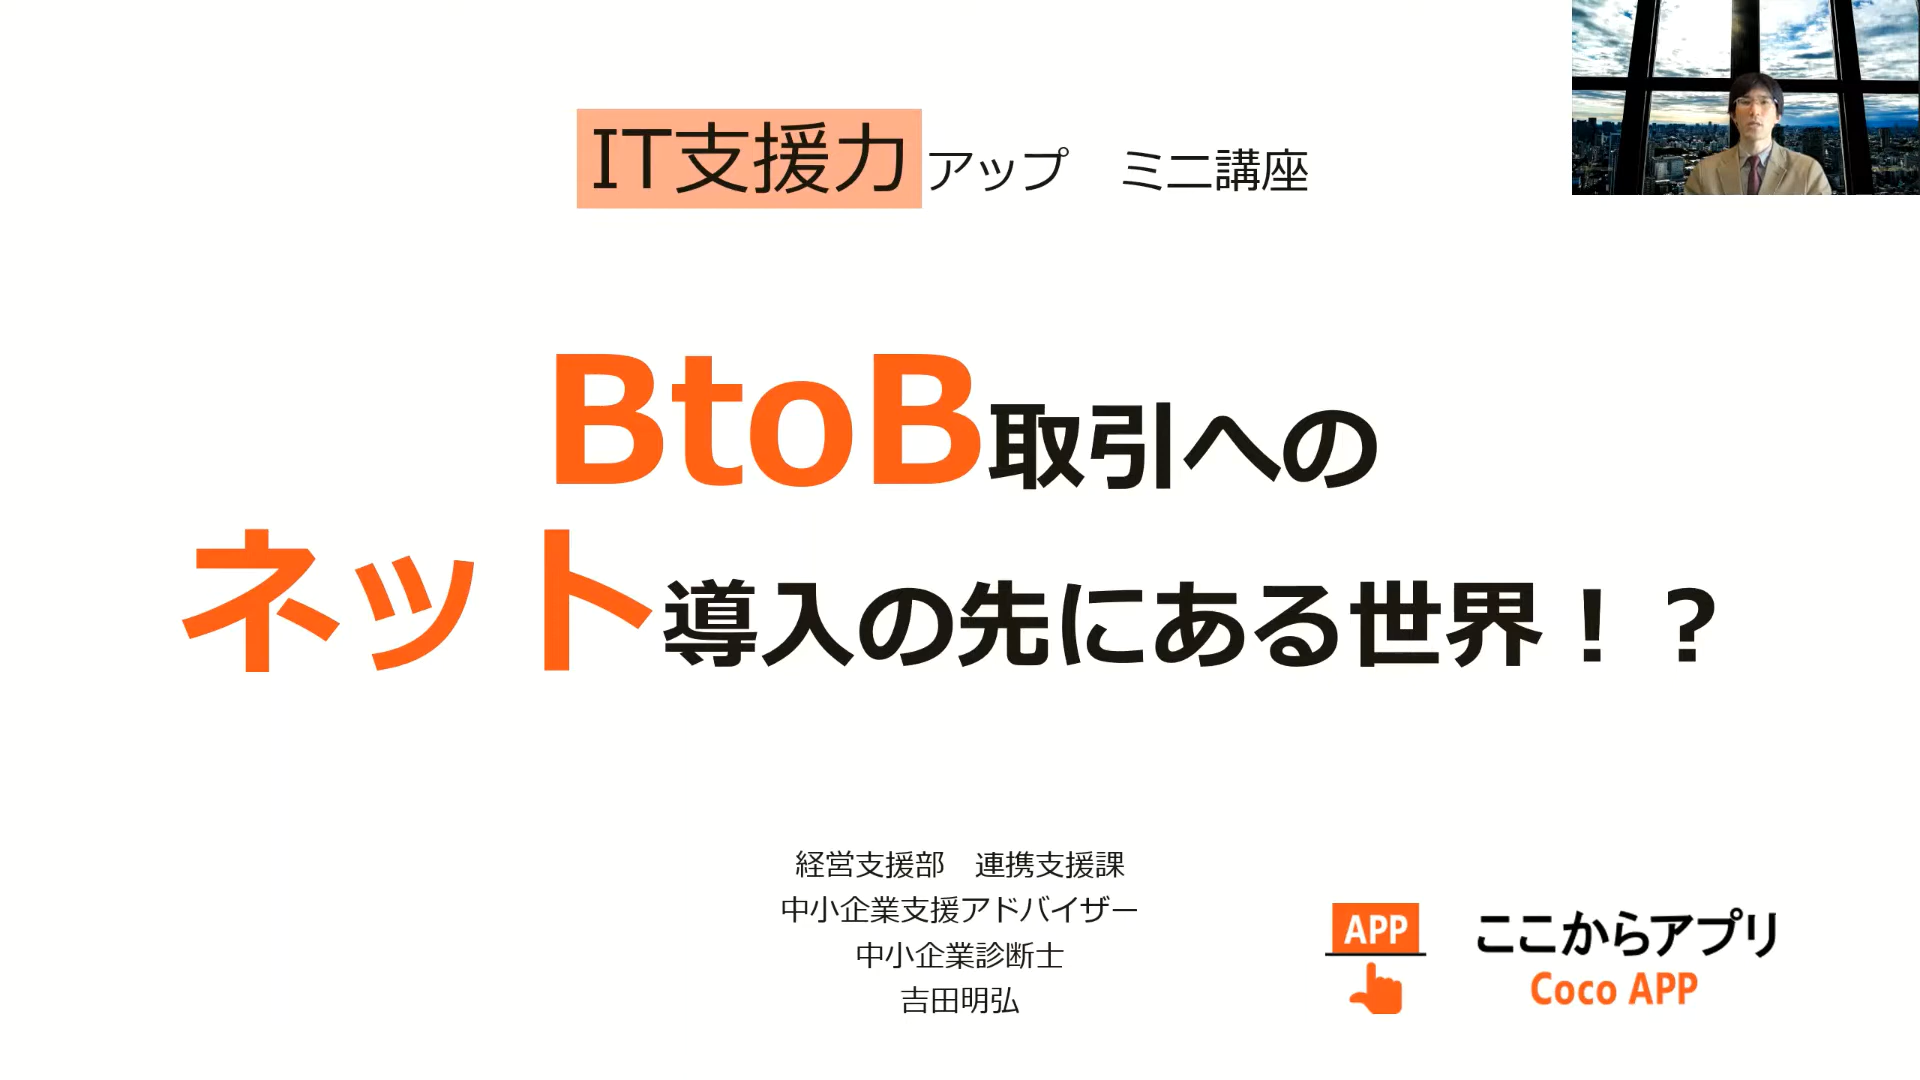 IT支援力アップ　ミニ講座
BtoB取引への
ネット導入の先にある世界！？
経営支援部　連携支援課
中小企業支援アドバイザー
中小企業診断士
吉田明弘
APP
ここからアプリ
Coco APP